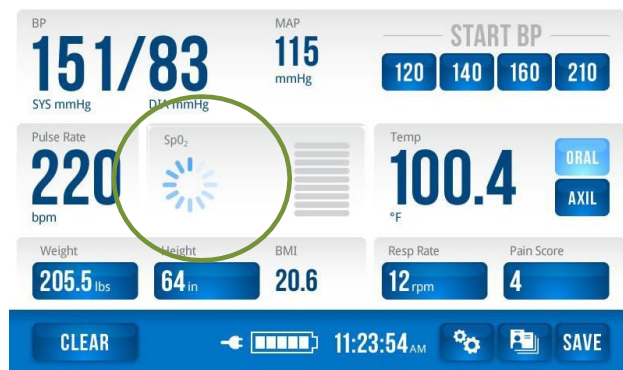 BP
151/83
SYS mmHg DIA mmHg
MAP
115
mmHg
START BP
120 140 160 210
Pulse Rate
220
bpm
SpO₂
Temp
100.4
°F
ORAL
AXIL
Weight
205.5 lbs
Height
64 in
BMI
20.6
Resp Rate
12 rpm
Pain Score
4
CLEAR
11:23:54 AM
SAVE